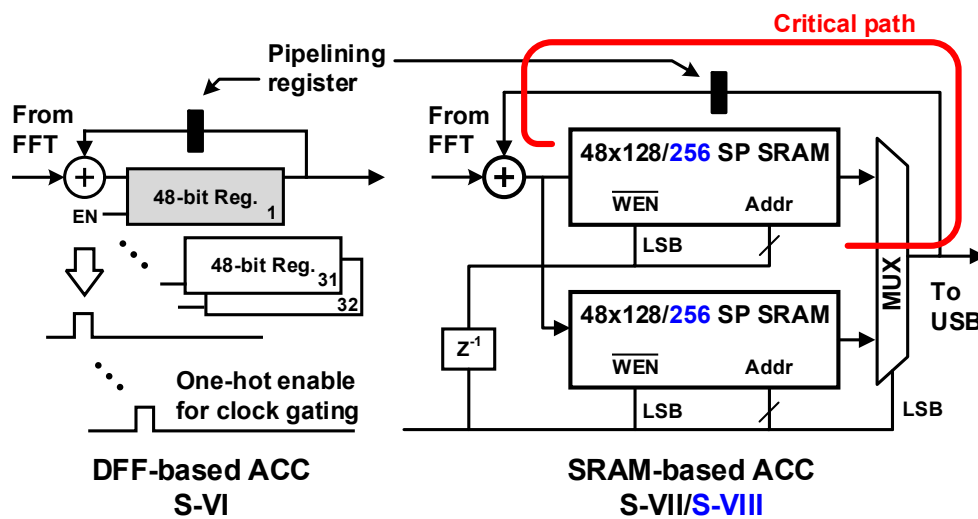 Critical path
Pipelining
register
From
FFT
+
48-bit Reg. 1
EN
48-bit Reg. 31
32
One-hot enable
for clock gating
DFF-based ACC
S-VI
From
FFT
+
48x128/256 SP SRAM
WEN Addr
LSB
Z-1
48x128/256 SP SRAM
WEN Addr
LSB
MUX
LSB
To
USB
SRAM-based ACC
S-VII/S-VIII